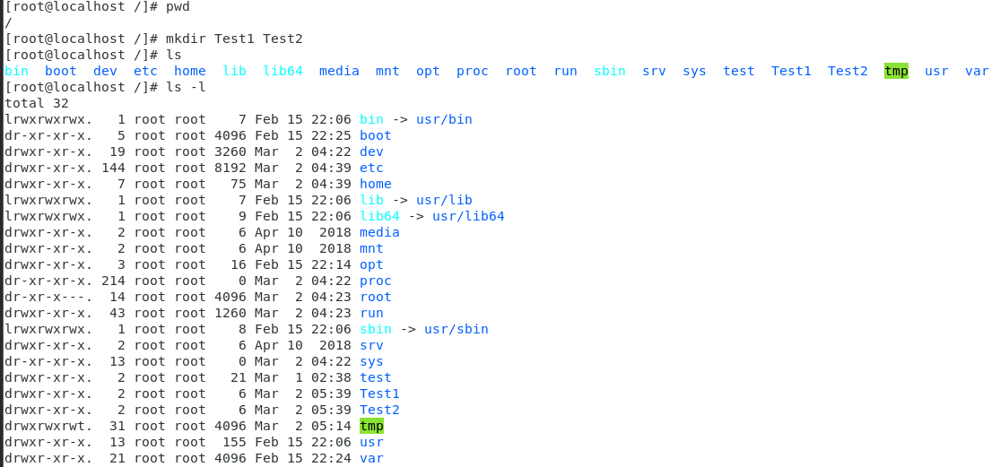 [root@localhost /]# pwd
/
[root@localhost /]# mkdir Test1 Test2
[root@localhost /]# ls
bin  boot  dev  etc  home  lib  lib64  media  mnt  opt  proc  root  run  sbin  srv  sys  test  Test1  Test2  tmp  usr  var
[root@localhost /]# ls -l
total 32
lrwxrwxrwx.   1 root root    7 Feb 15 22:06 bin -> usr/bin
dr-xr-xr-x.   5 root root 4096 Feb 15 22:25 boot
drwxr-xr-x.  19 root root 3260 Mar  2 04:22 dev
drwxr-xr-x. 144 root root 8192 Mar  2 04:39 etc
drwxr-xr-x.   7 root root   75 Mar  2 04:39 home
lrwxrwxrwx.   1 root root    7 Feb 15 22:06 lib -> usr/lib
lrwxrwxrwx.   1 root root    9 Feb 15 22:06 lib64 -> usr/lib64
drwxr-xr-x.   2 root root    6 Apr 10  2018 media
drwxr-xr-x.   2 root root    6 Apr 10  2018 mnt
drwxr-xr-x.   3 root root   16 Feb 15 22:14 opt
dr-xr-xr-x. 214 root root    0 Mar  2 04:22 proc
dr-xr-x---.  14 root root 4096 Mar  2 04:23 root
drwxr-xr-x.  43 root root 1260 Mar  2 04:23 run
lrwxrwxrwx.   1 root root    8 Feb 15 22:06 sbin -> usr/sbin
drwxr-xr-x.   2 root root    6 Apr 10  2018 srv
dr-xr-xr-x.  13 root root    0 Mar  2 04:22 sys
drwxr-xr-x.   2 root root   21 Mar  1 02:38 test
drwxr-xr-x.   2 root root    6 Mar  2 05:39 Test1
drwxr-xr-x.   2 root root    6 Mar  2 05:39 Test2
drwxrwxrwt.  31 root root 4096 Mar  2 05:14 tmp
drwxr-xr-x.  13 root root  155 Feb 15 22:06 usr
drwxr-xr-x.  21 root root 4096 Feb 15 22:24 var